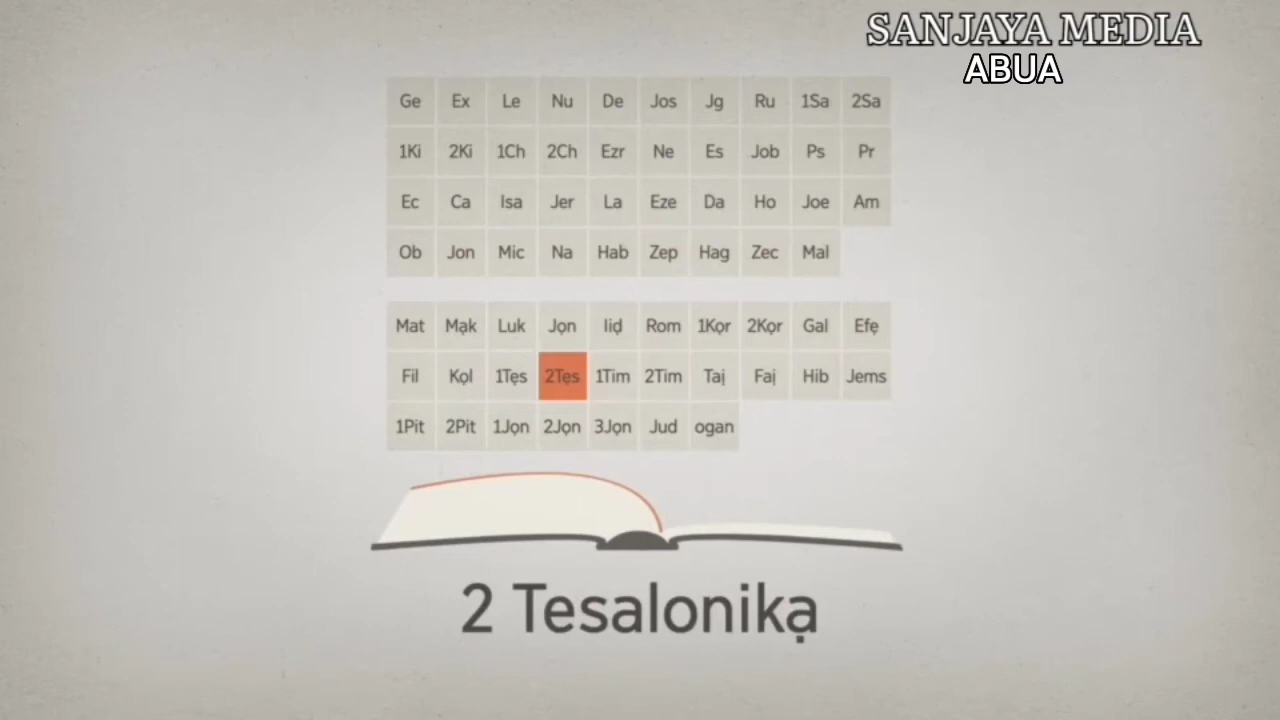 SANJAYA MEDIA
ABUA
Ge Ex Le Nu De Jos Jg Ru 1Sa 2Sa
1Ki 2Ki 1Ch 2Ch Ezr Ne Es Job Ps Pr
Ec Ca Isa Jer La Eze Da Ho Joe Am
Ob Jon Mic Na Hab Zep Hag Zec Mal
Mat Mạk Luk Jọn Iiḍ Rom 1Kọr 2Kọr Gal Efẹ
Fil Kọl 1Tẹs 2Tẹs 1Tim 2Tim Taị Faị Hib Jems
1Pit 2Pit 1Jọn 2Jọn 3Jọn Jud ogan
2 Tesalonikạ